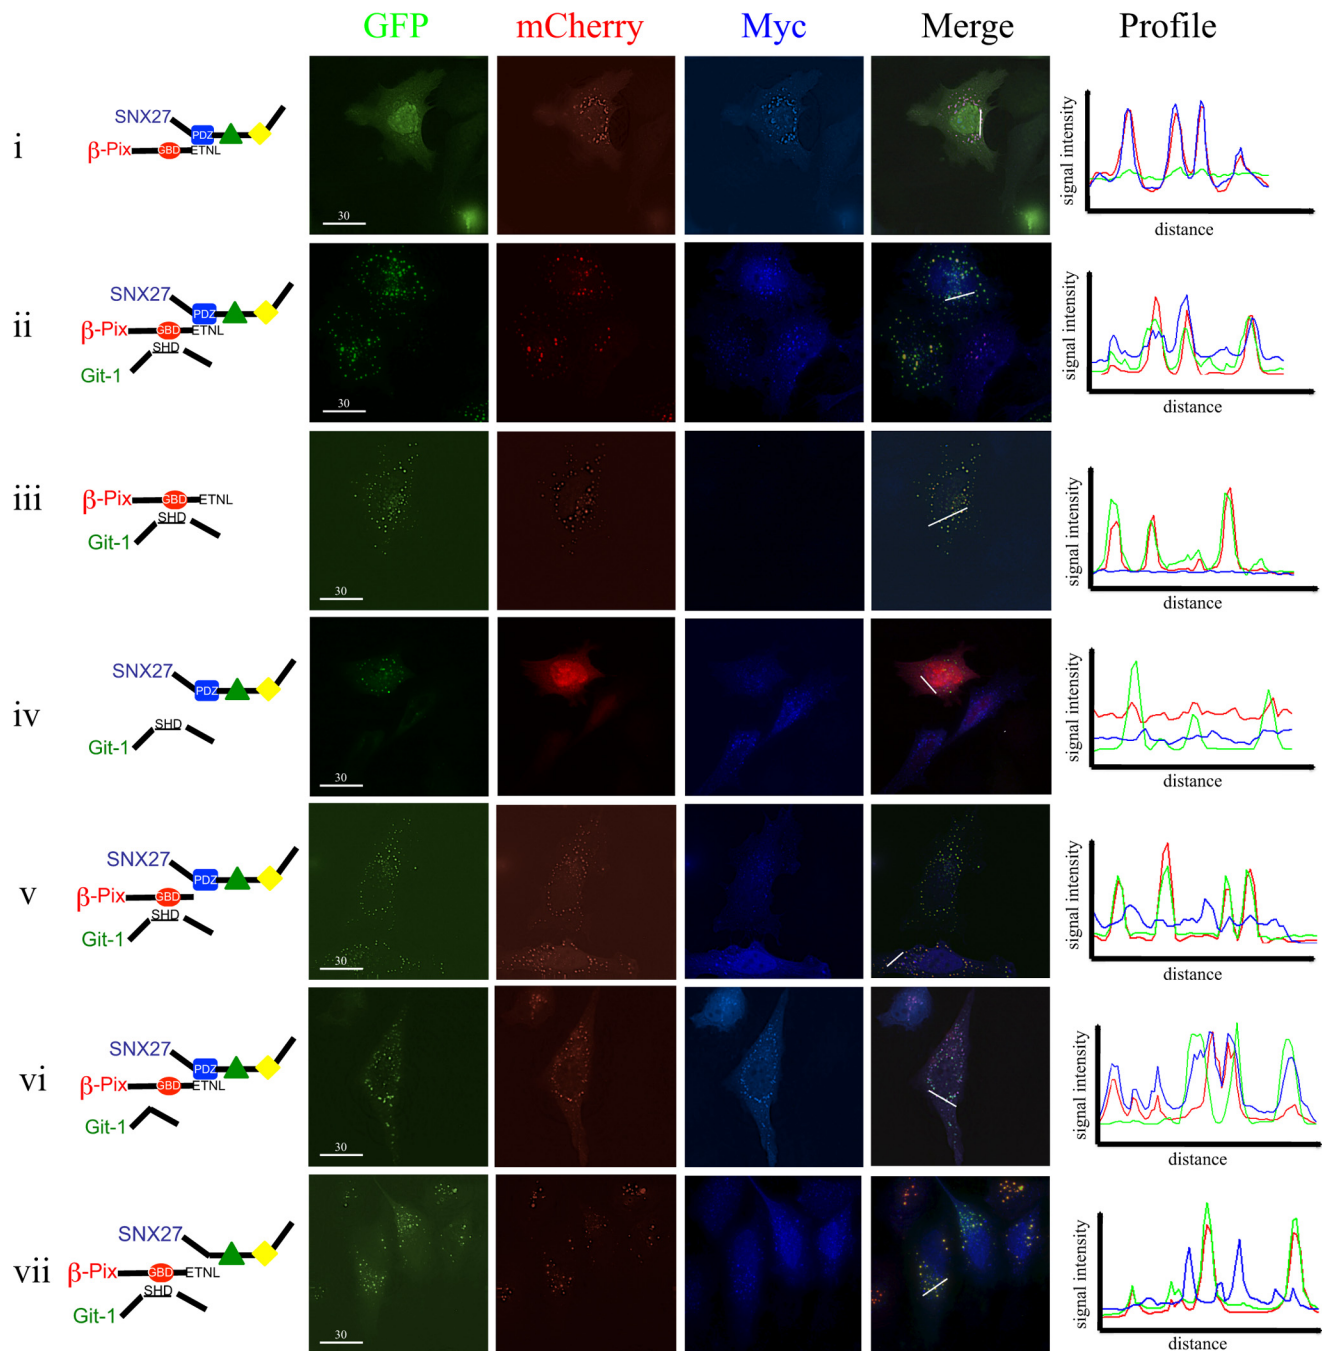 GFP mCherry Myc Merge Profile
i
SNX27
PDZ
β-Pix GBD ETNL
30
signal intensity
distance
ii
SNX27
PDZ
β-Pix GBD ETNL
SHD
Git-1
30
signal intensity
distance
iii
β-Pix GBD ETNL
SHD
Git-1
30
signal intensity
distance
iv
SNX27
PDZ
SHD
Git-1
30
signal intensity
distance
v
SNX27
PDZ
β-Pix GBD
SHD
Git-1
30
signal intensity
distance
vi
SNX27
PDZ
β-Pix GBD ETNL
Git-1
30
signal intensity
distance
vii
SNX27
β-Pix GBD ETNL
SHD
Git-1
30
signal intensity
distance